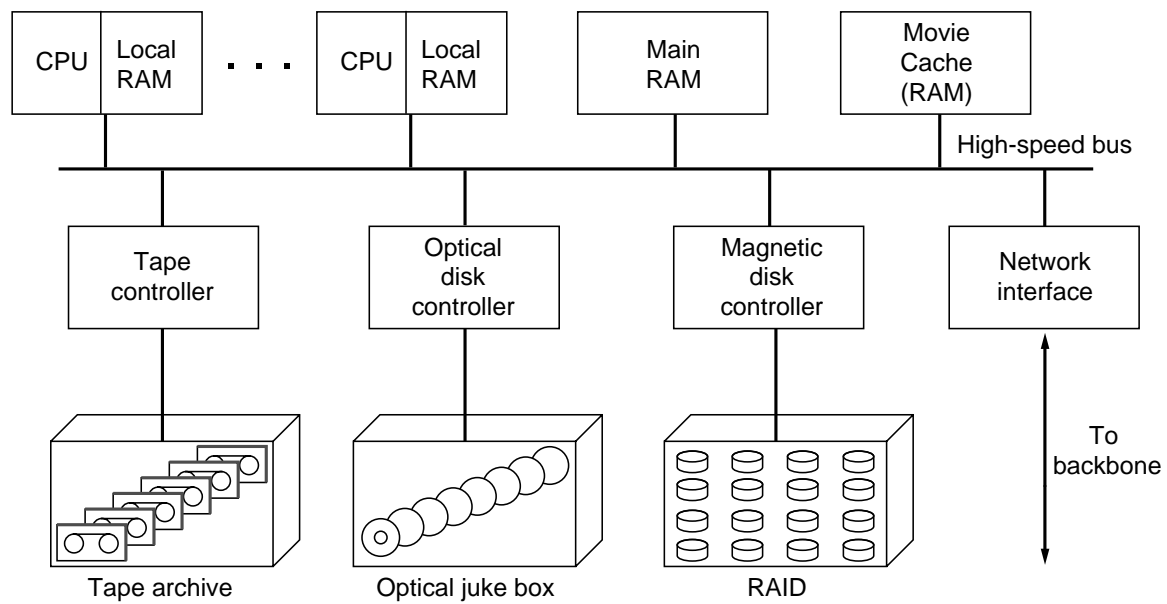 CPU
Local
RAM
. . .
CPU
Local
RAM
Main
RAM
Movie
Cache
(RAM)
High-speed bus
Tape
controller
Optical
disk
controller
Magnetic
disk
controller
Network
interface
To
backbone
Tape archive
Optical juke box
RAID